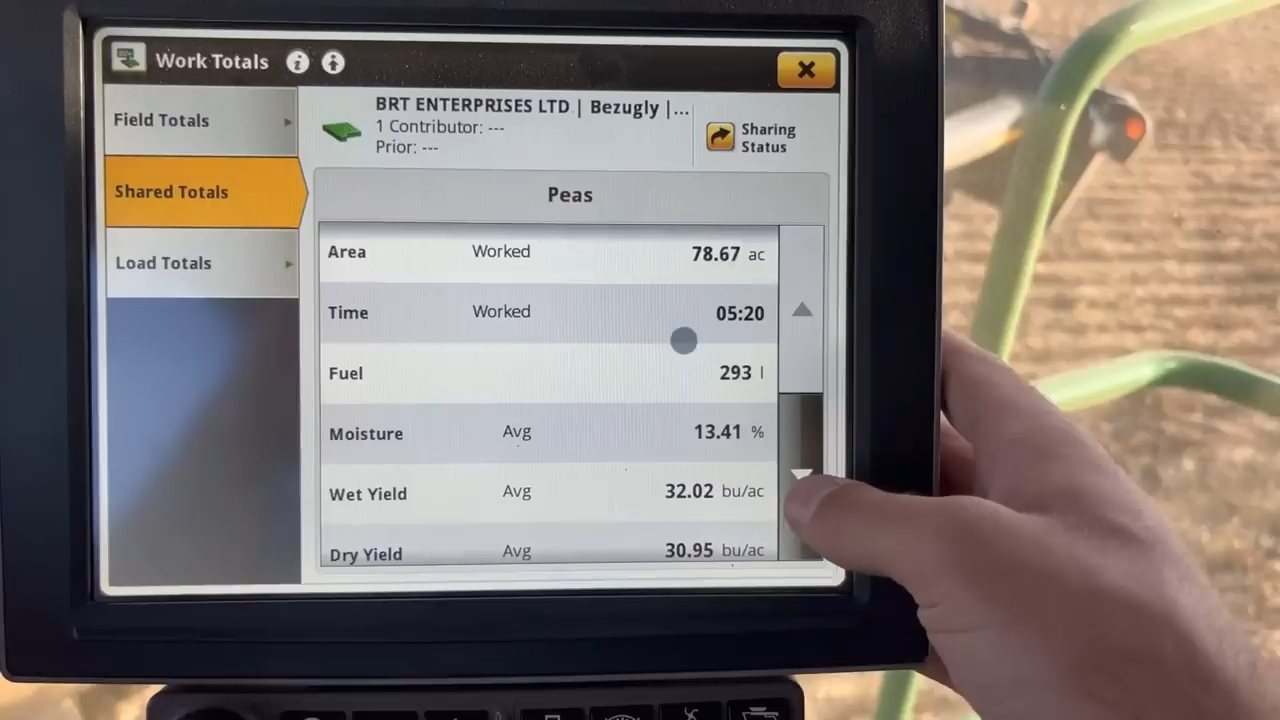 Work Totals
Field Totals
Shared Totals
Load Totals
BRT ENTERPRISES LTD | Bezugly |...
1 Contributor: ---
Prior: ---
Sharing
Status
Peas
Area Worked 78.67 ac
Time Worked 05:20
Fuel 293 l
Moisture Avg 13.41 %
Wet Yield Avg 32.02 bu/ac
Dry Yield Avg 30.95 bu/ac